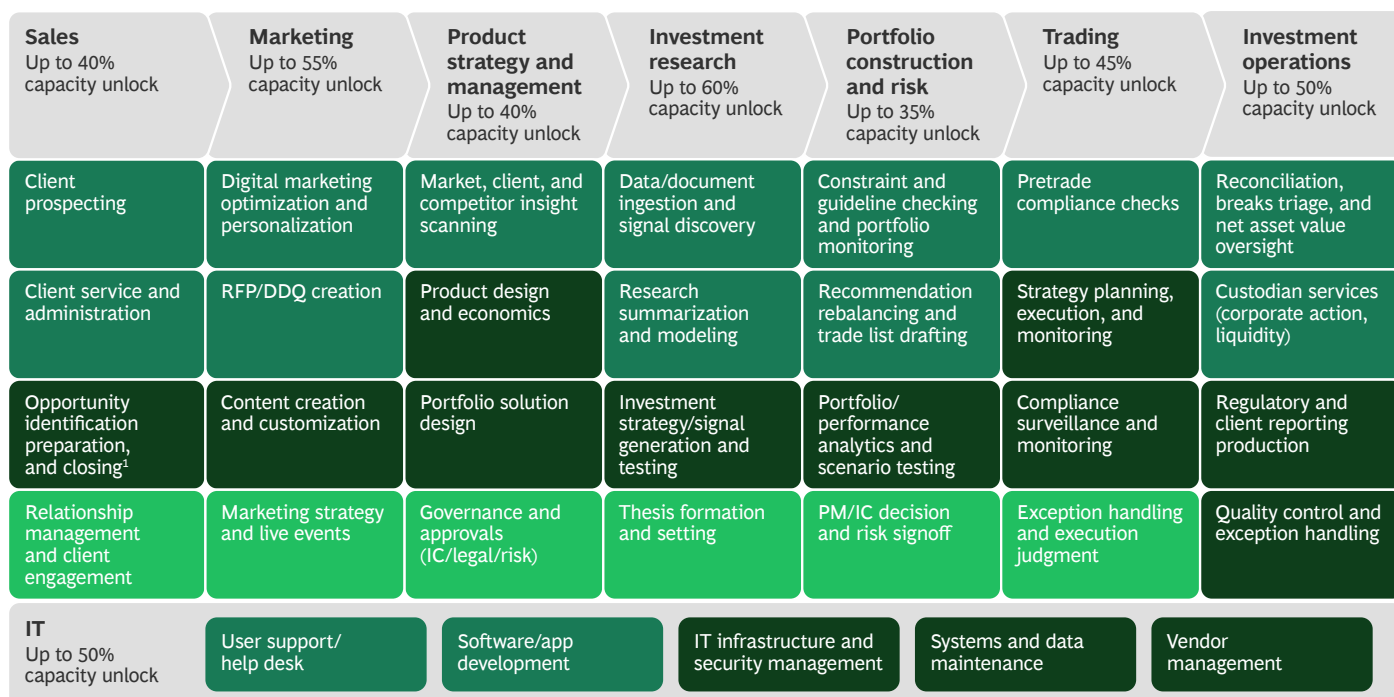 Sales
Up to 40%
capacity unlock
Marketing
Up to 55%
capacity unlock
Product
strategy and
management
Up to 40%
capacity unlock
Investment
research
Up to 60%
capacity unlock
Portfolio
construction
and risk
Up to 35%
capacity unlock
Trading
Up to 45%
capacity unlock
Investment
operations
Up to 50%
capacity unlock
Client
prospecting
Digital marketing
optimization and
personalization
Market, client, and
competitor insight
scanning
Data/document
ingestion and
signal discovery
Constraint and
guideline checking
and portfolio
monitoring
Pretrade
compliance checks
Reconciliation,
breaks triage, and
net asset value
oversight
Client service and
administration
RFP/DDQ creation
Product design
and economics
Research
summarization
and modeling
Recommendation
rebalancing and
trade list drafting
Strategy planning,
execution, and
monitoring
Custodian services
(corporate action,
liquidity)
Opportunity
identification
preparation,
and closing¹
Content creation
and customization
Portfolio solution
design
Investment
strategy/signal
generation and
testing
Portfolio/
performance
analytics and
scenario testing
Compliance
surveillance and
monitoring
Regulatory and
client reporting
production
Relationship
management
and client
engagement
Marketing strategy
and live events
Governance and
approvals
(IC/legal/risk)
Thesis formation
and setting
PM/IC decision
and risk signoff
Exception handling
and execution
judgment
Quality control and
exception handling
IT
Up to 50%
capacity unlock
User support/
help desk
Software/app
development
IT infrastructure and
security management
Systems and data
maintenance
Vendor
management